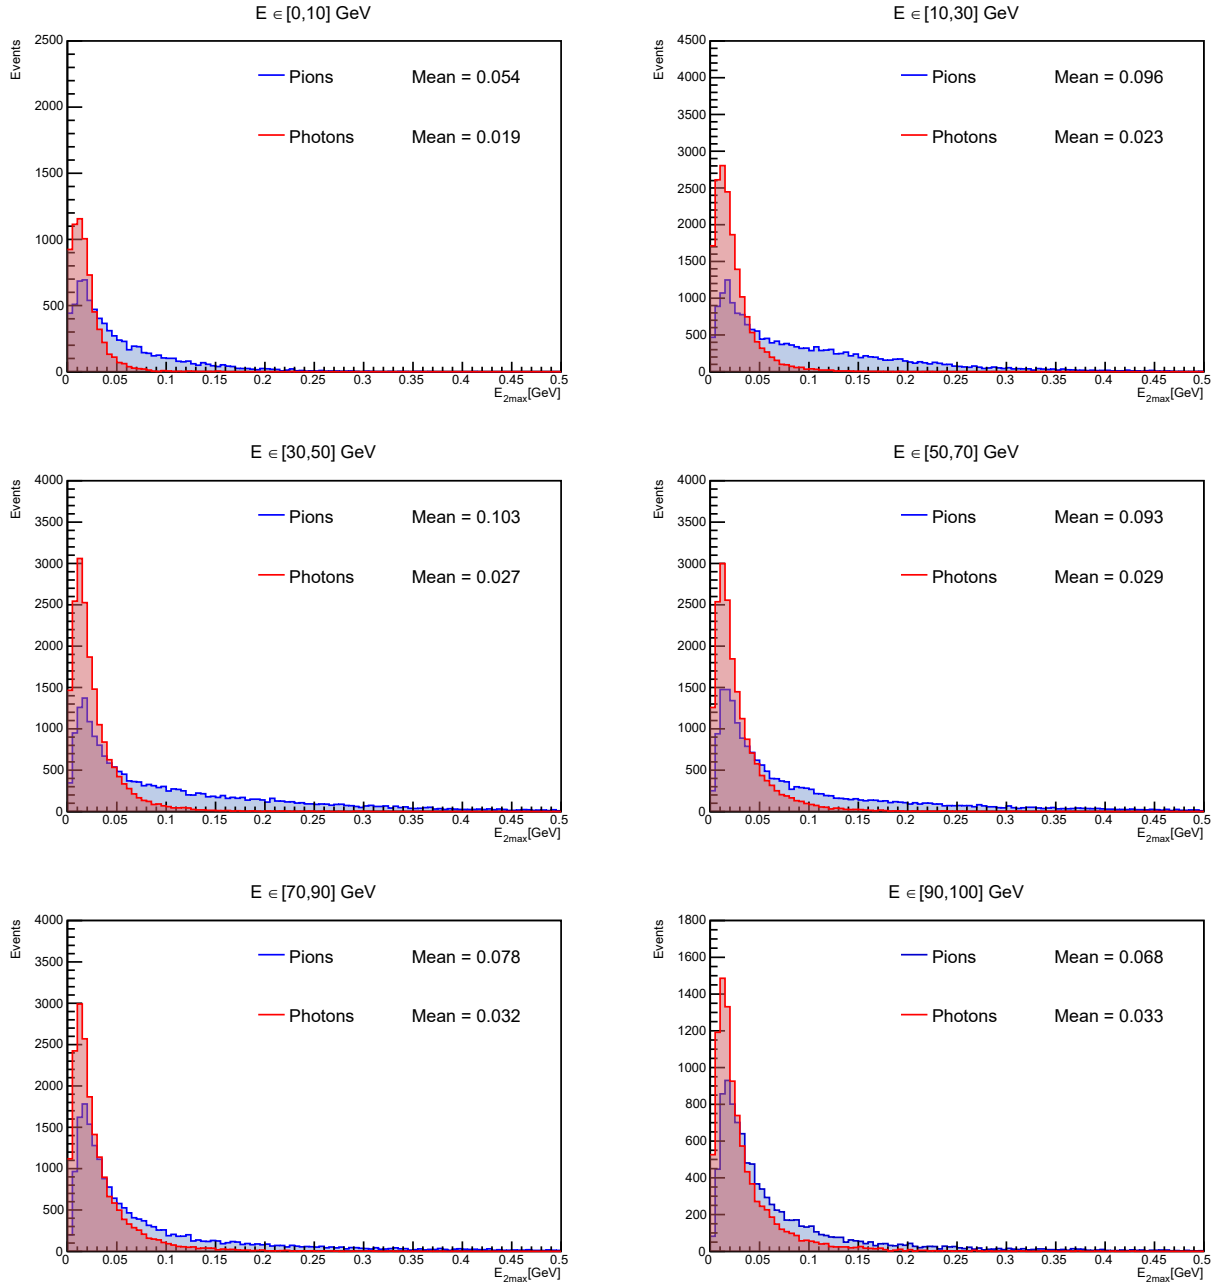 E ∈ [0,10] GeV
Events
2500
2000
1500
1000
500
0
Pions Mean = 0.054
Photons Mean = 0.019
0 0.05 0.1 0.15 0.2 0.25 0.3 0.35 0.4 0.45 0.5
E2max[GeV]
E ∈ [10,30] GeV
Events
4500
4000
3500
3000
2500
2000
1500
1000
500
0
Pions Mean = 0.096
Photons Mean = 0.023
0 0.05 0.1 0.15 0.2 0.25 0.3 0.35 0.4 0.45 0.5
E2max[GeV]
E ∈ [30,50] GeV
Events
4000
3500
3000
2500
2000
1500
1000
500
0
Pions Mean = 0.103
Photons Mean = 0.027
0 0.05 0.1 0.15 0.2 0.25 0.3 0.35 0.4 0.45 0.5
E2max[GeV]
E ∈ [50,70] GeV
Events
4000
3500
3000
2500
2000
1500
1000
500
0
Pions Mean = 0.093
Photons Mean = 0.029
0 0.05 0.1 0.15 0.2 0.25 0.3 0.35 0.4 0.45 0.5
E2max[GeV]
E ∈ [70,90] GeV
Events
4000
3500
3000
2500
2000
1500
1000
500
0
Pions Mean = 0.078
Photons Mean = 0.032
0 0.05 0.1 0.15 0.2 0.25 0.3 0.35 0.4 0.45 0.5
E2max[GeV]
E ∈ [90,100] GeV
Events
1800
1600
1400
1200
1000
800
600
400
200
0
Pions Mean = 0.068
Photons Mean = 0.033
0 0.05 0.1 0.15 0.2 0.25 0.3 0.35 0.4 0.45 0.5
E2max[GeV]